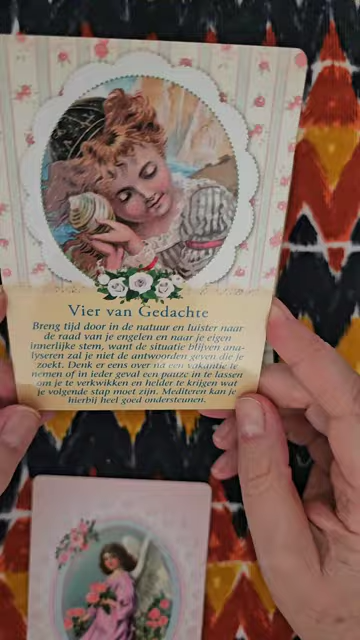 Vier van Gedachte
Breng tijd door in de natuur en luister naar
de raad van je engelen en naar je eigen
innerlijke stem, want de situatie blijven ana-
lyseren zal je niet de antwoorden geven die je
zoekt. Denk er eens over na een vakantie te
nemen of in ieder geval een pauze in te lassen
om je te verkwikken en helder te krijgen wat
je volgende stap moet zijn. Mediteren kan je
hierbij heel goed ondersteunen.